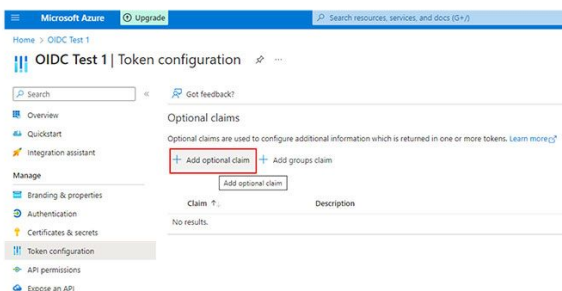 Microsoft Azure
Upgrade
Search resources, services, and docs (G+/)
Home > OIDC Test 1
OIDC Test 1 | Token configuration
Search
Got feedback?
Overview
Quickstart
Integration assistant
Manage
Branding & properties
Authentication
Certificates & secrets
Token configuration
API permissions
Expose an API
Optional claims
Optional claims are used to configure additional information which is returned in one or more tokens. Learn more
Add optional claim
Add groups claim
Add optional claim
Claim ↑↓ Description
No results.